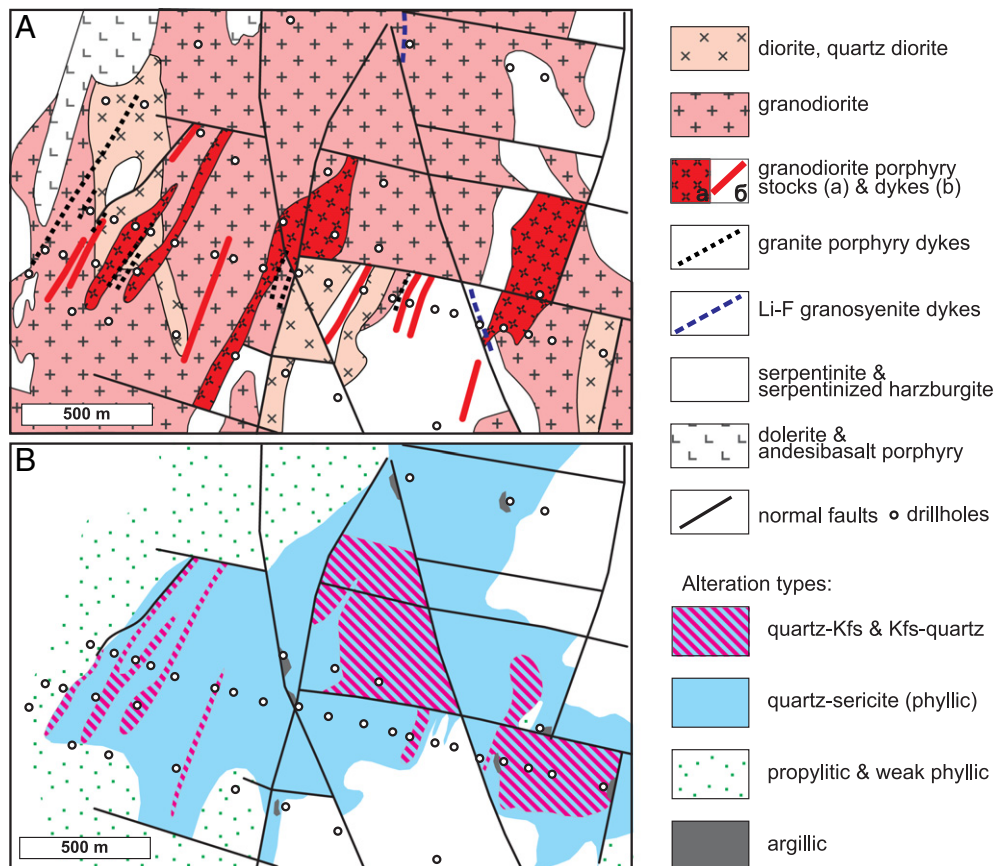 A
500 m
B
500 m
diorite, quartz diorite
granodiorite
а
б
granodiorite porphyry
stocks (a) & dykes (b)
granite porphyry dykes
Li-F granosyenite dykes
serpentinite &
serpentinized harzburgite
dolerite &
andesibasalt porphyry
normal faults
drillholes
Alteration types:
quartz-Kfs & Kfs-quartz
quartz-sericite (phyllic)
propylitic & weak phyllic
argillic